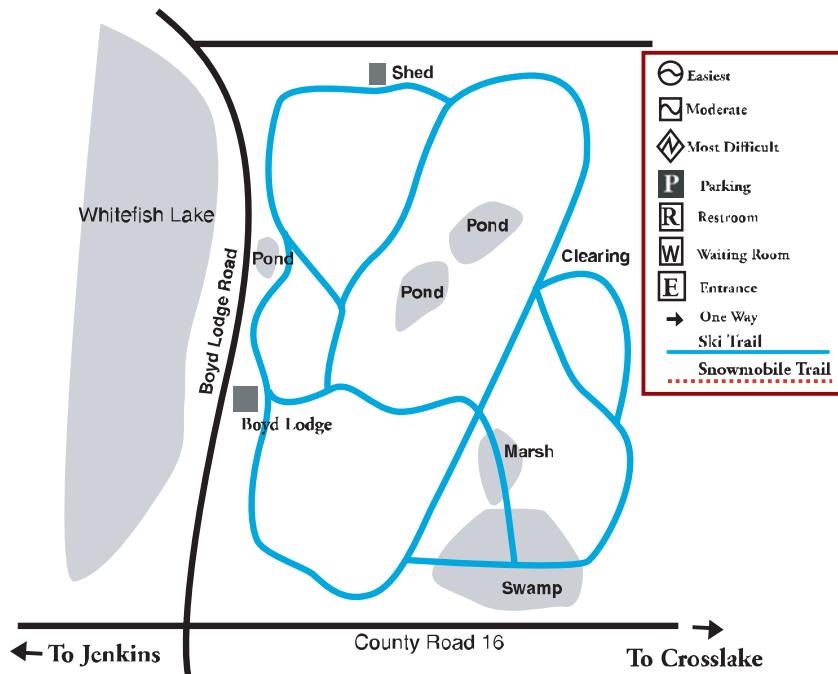 Shed
Whitefish Lake
Pond
Pond
Pond
Clearing
Boyd Lodge Road
Boyd Lodge
Marsh
Swamp
County Road 16
To Jenkins
To Crosslake
Easiest
Moderate
Most Difficult
P Parking
R Restroom
W Waiting Room
E Entrance
One Way
Ski Trail
Snowmobile Trail